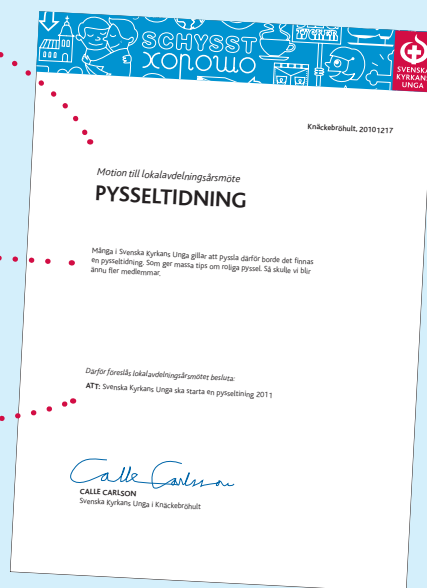 SCHYSST
SVENSKA
KYRKANS
UNGA
Knäckebröhult, 20101217
Motion till lokalavdelningsårsmöte
PYSSELTIDNING
Många i Svenska Kyrkans Unga gillar att pyssla därför borde det finnas
en pysseltidning. Som ger massa tips om roliga pyssel. Så skulle vi blir
ännu fler medlemmar.
Därför föreslås lokalavdelningsårsmötet besluta:
ATT: Svenska Kyrkans Unga ska starta en pysseltining 2011
Calle Carlsson
CALLE CARLSON
Svenska Kyrkans Unga i Knäckebröhult